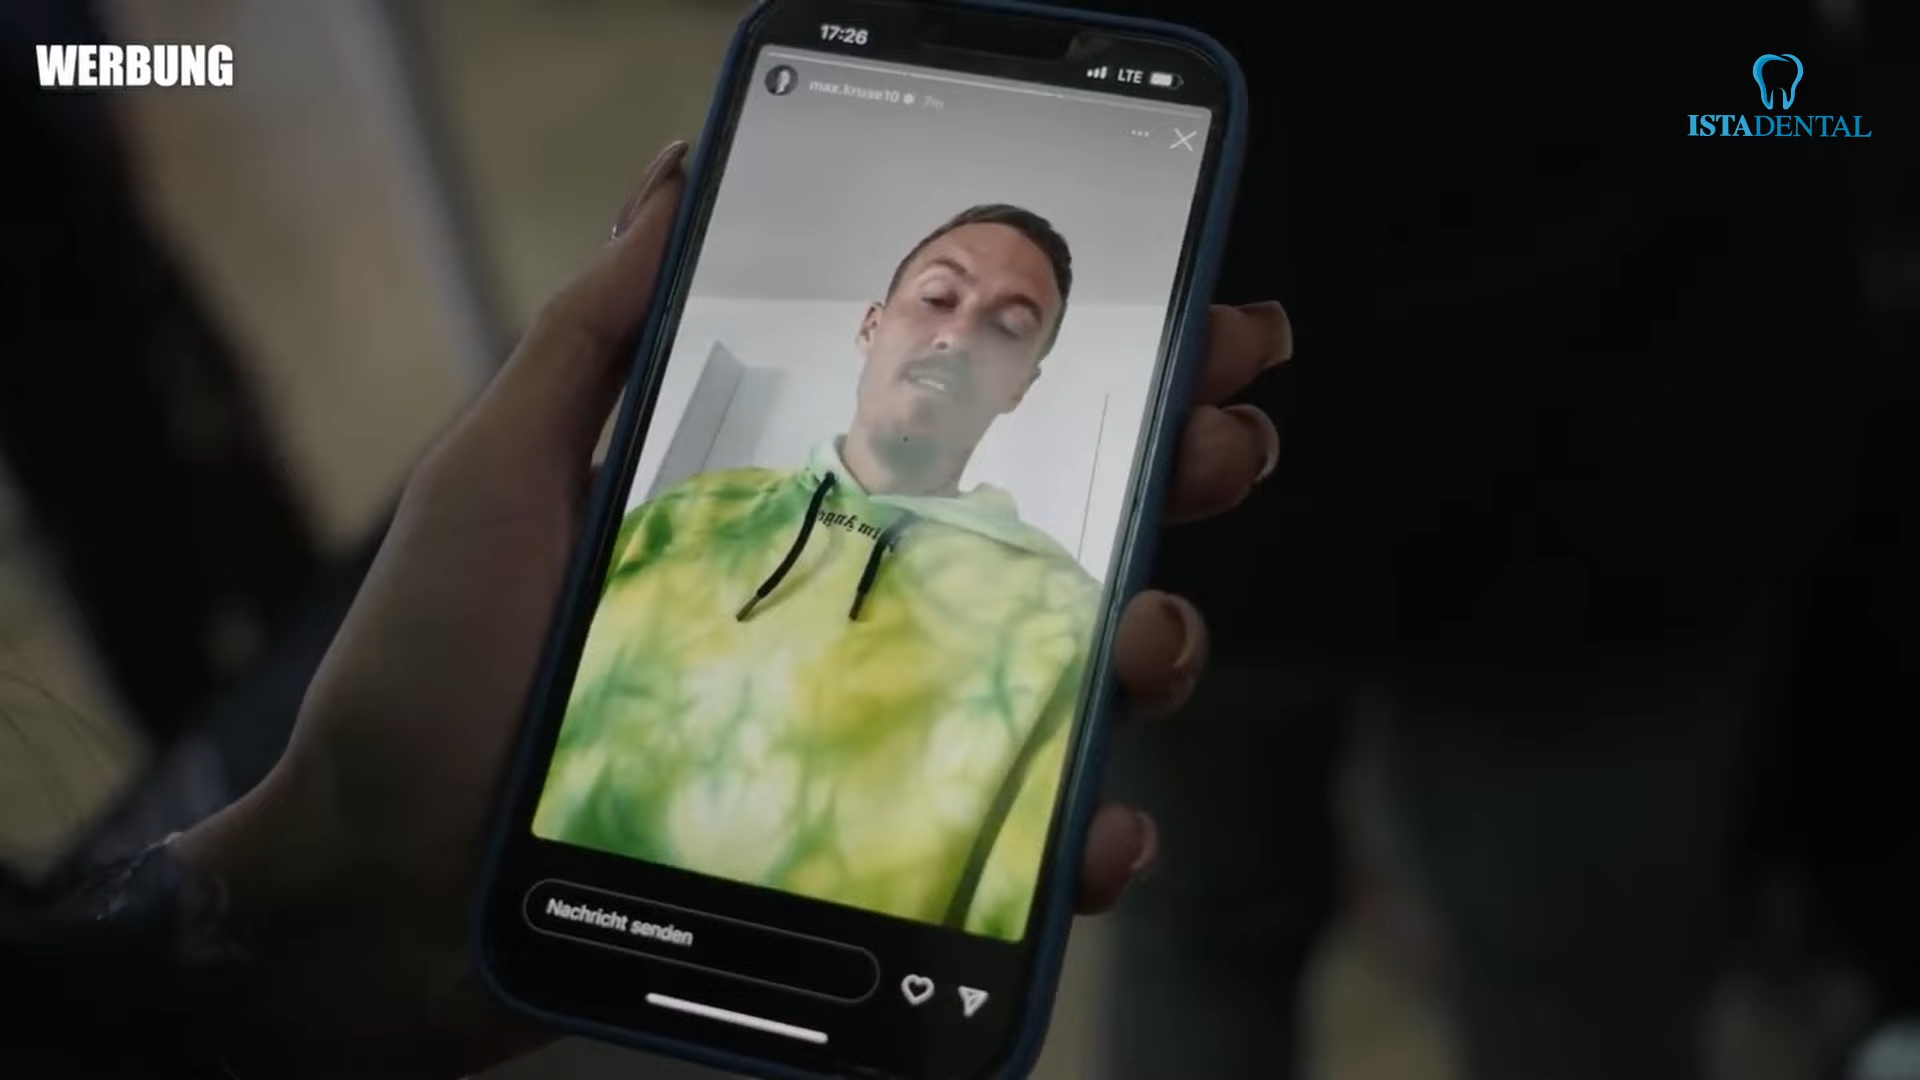 WERBUNG
17:26
LTE
ISTADENTAL
max.kruse10 7m
Nachricht senden